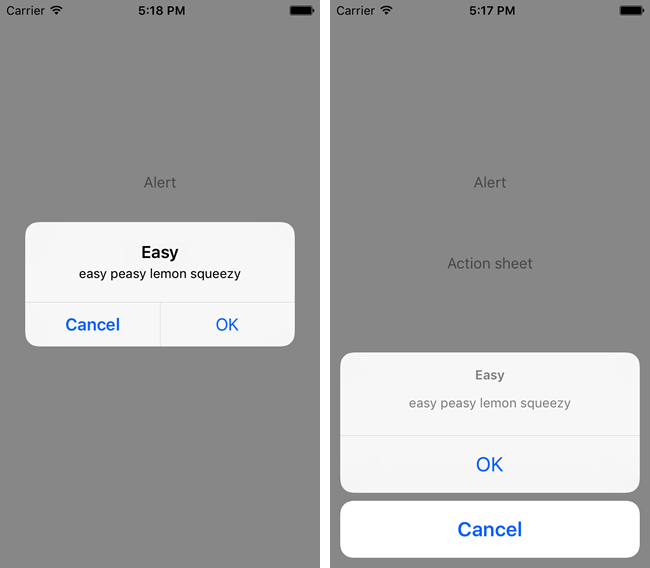 Carrier 5:18 PM
Alert
Easy
easy peasy lemon squeezy
Cancel OK
Carrier 5:17 PM
Alert
Action sheet
Easy
easy peasy lemon squeezy
OK
Cancel